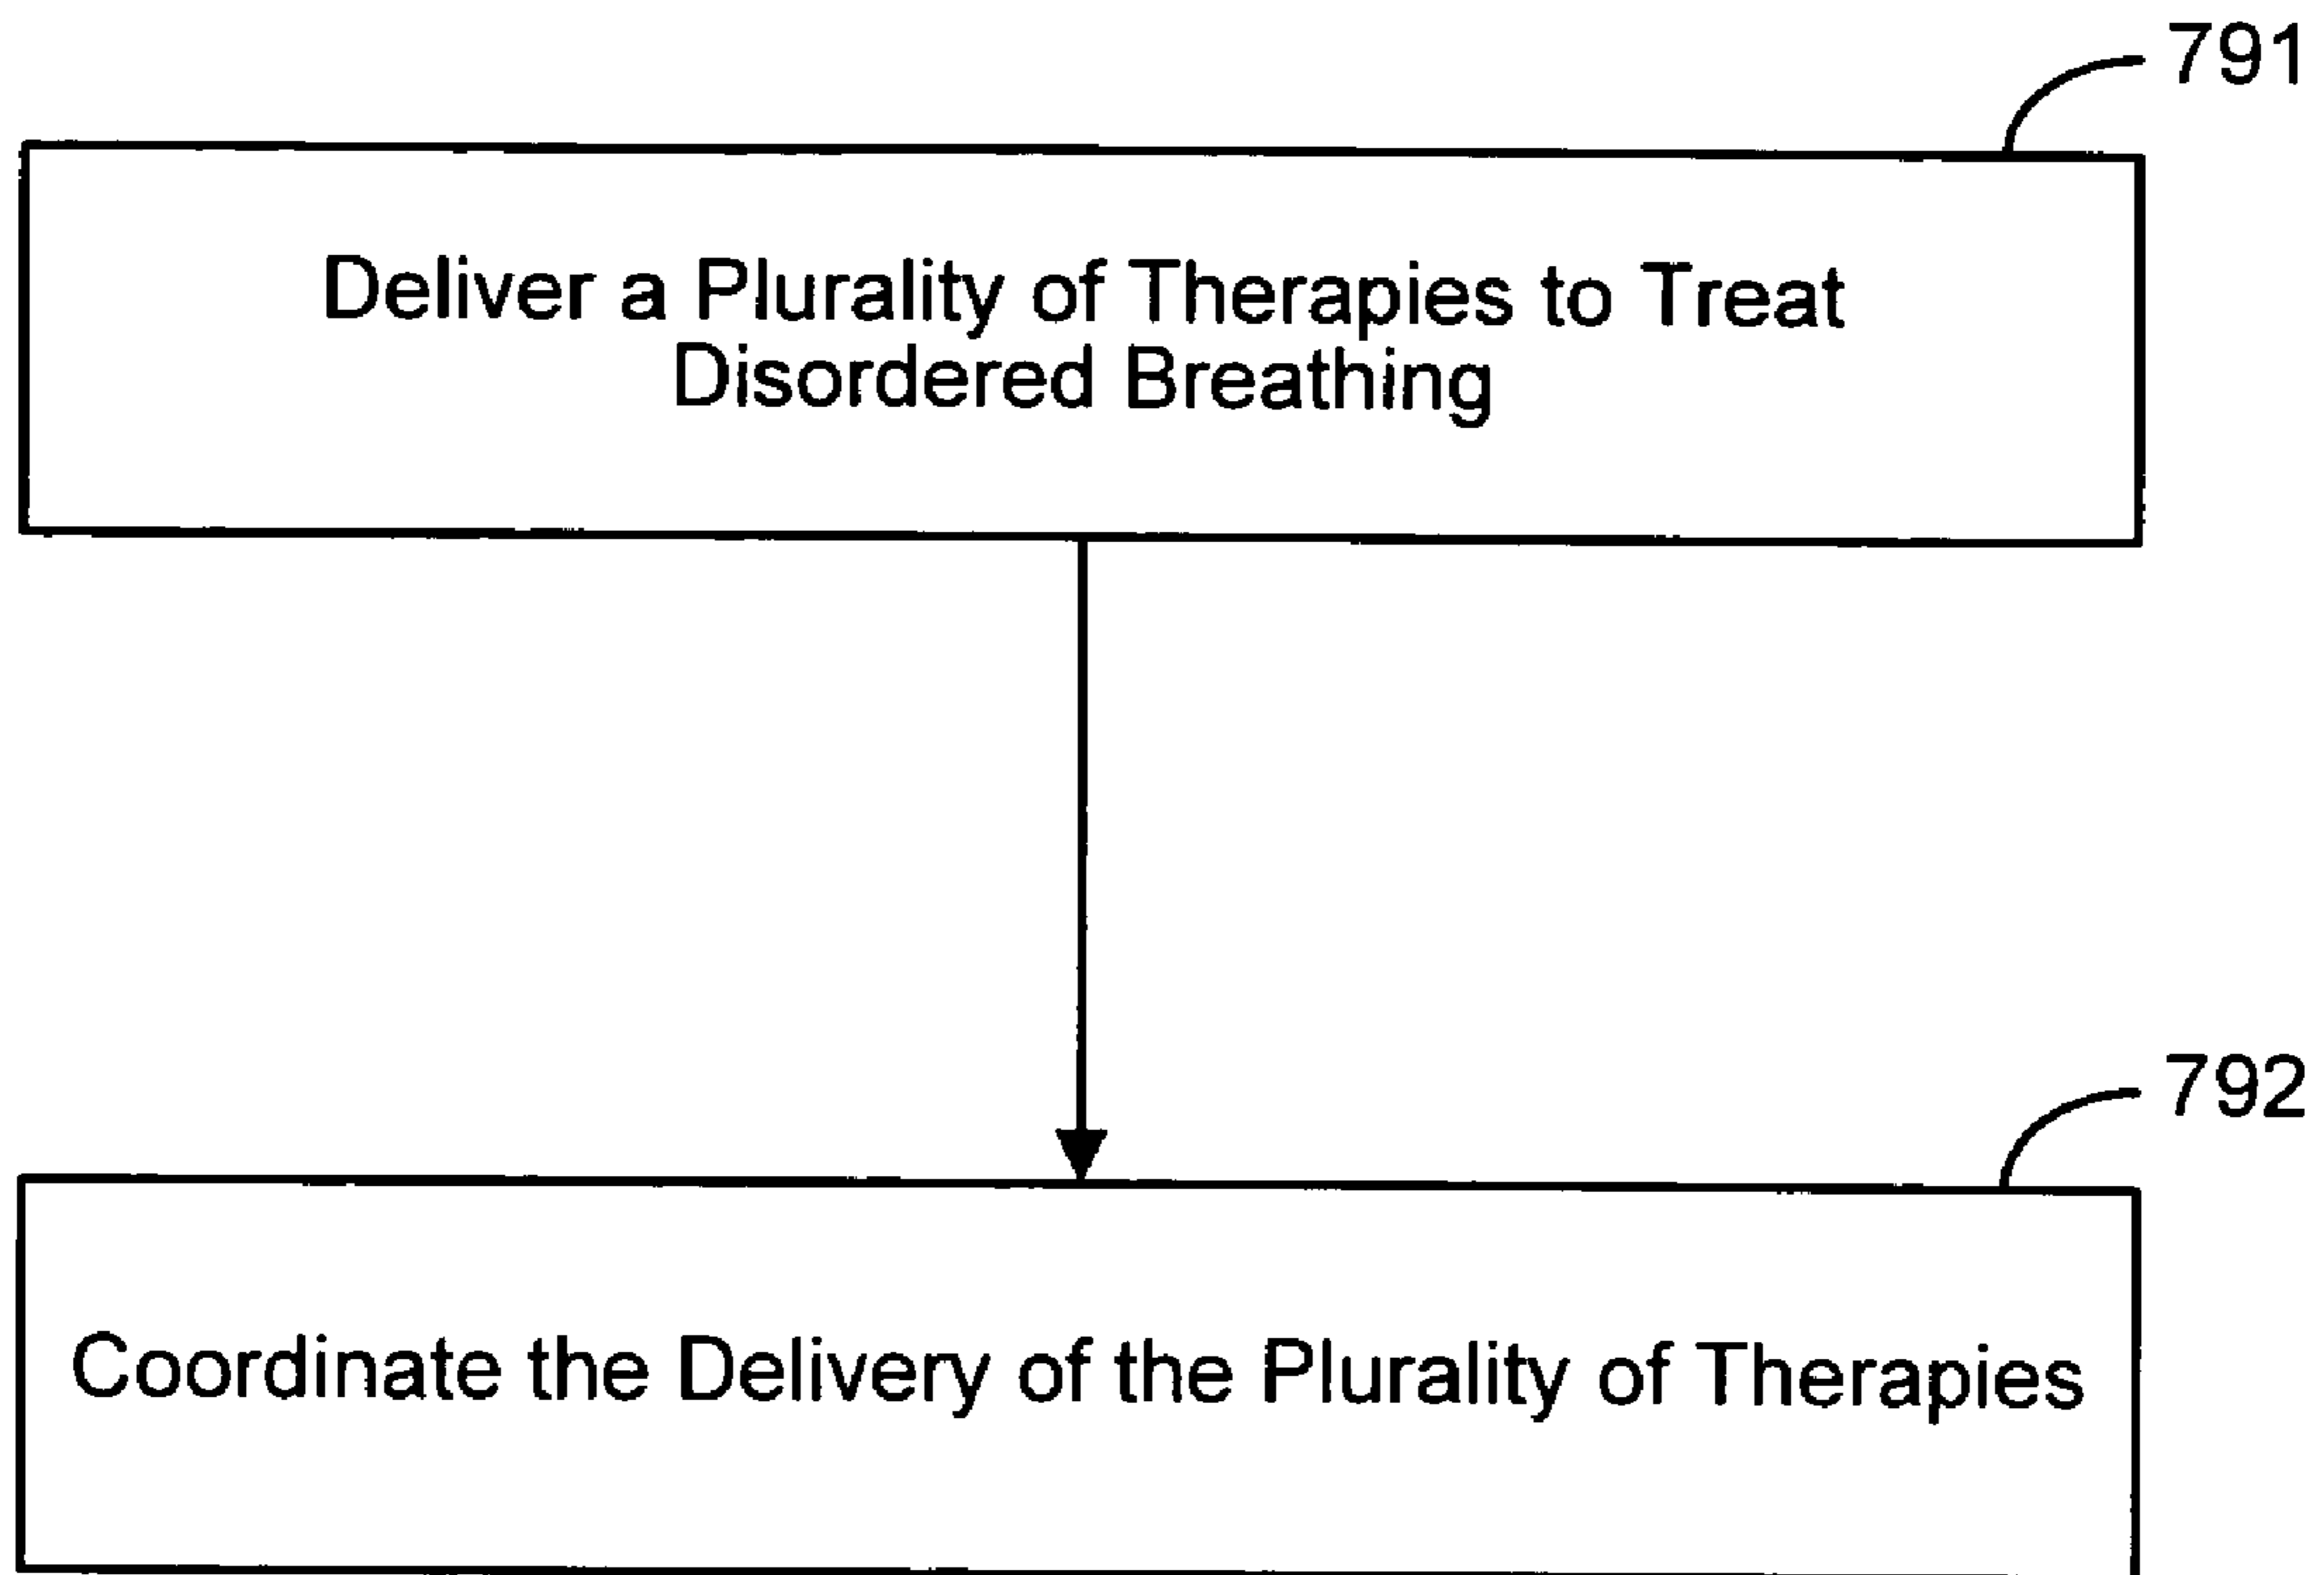 791
Deliver a Plurality of Therapies to Treat
Disordered Breathing
792
Coordinate the Delivery of the Plurality of Therapies